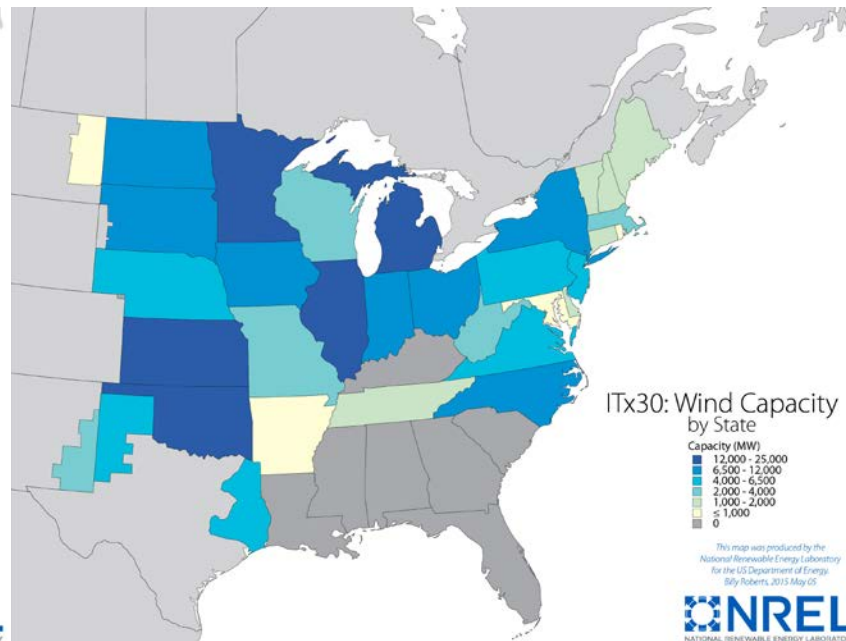 ITx30: Wind Capacity
by State
Capacity (MW)
12,000 - 25,000
6,500 - 12,000
4,000 - 6,500
2,000 - 4,000
1,000 - 2,000
≤ 1,000
0
This map was produced by the
National Renewable Energy Laboratory
for the US Department of Energy.
Billy Roberts, 2015 May 05
NREL
NATIONAL RENEWABLE ENERGY LABORATO